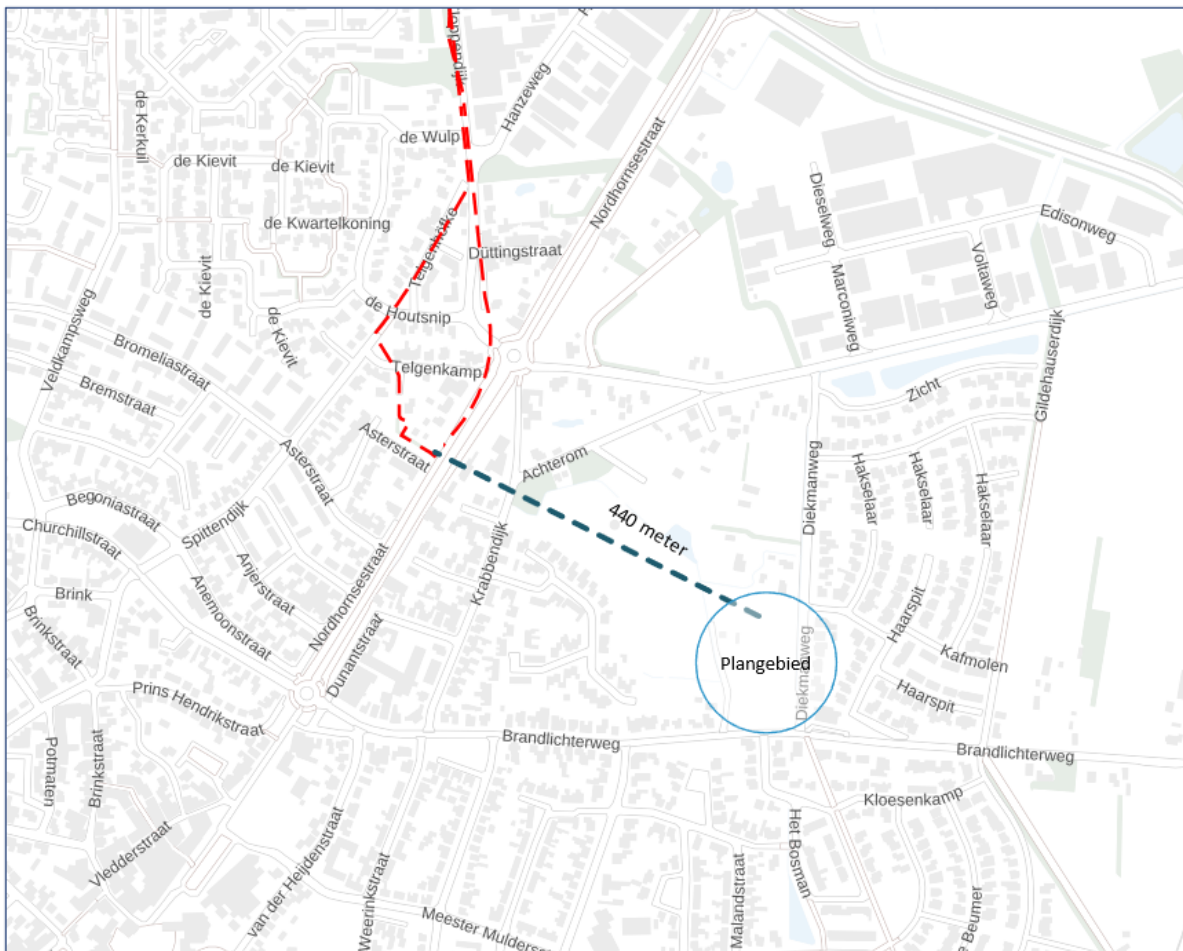 de Kerkuil
de Wulp
Hanzeweg
de Kievit
de Kievit
Nordhornsestraat
Dieselweg
Edisonweg
de Kwartelkoning
Telgenhöfke
Düttingstraat
Voltaweg
de Kievit
Marconiweg
Veldkampsweg
de Houtsnip
de Kievit
Gildehauserdijk
Bromeliastraat
Telgenkamp
Zicht
Bremstraat
Asterstraat
Asterstraat
Achterom
Diekmanweg
Hakselaar
Hakselaar
Hakselaar
Begoniastraat
Spittendijk
440 meter
Churchillstraat
Krabbendijk
Anjerstraat
Nordhornsestraat
Brink
Anemoonstraat
Haarspit
Brinkstraat
Dunantstraat
Plangebied
Diekmanweg
Kafmolen
Prins Hendrikstraat
Haarspit
Brandlichterweg
Brandlichterweg
Potmaten
Brinkstraat
Kloesenkamp
Vledderstraat
van der Heijdenstraat
Weerinkstraat
Het Bosman
Malandstraat
Meester Muldersstr
Beumer